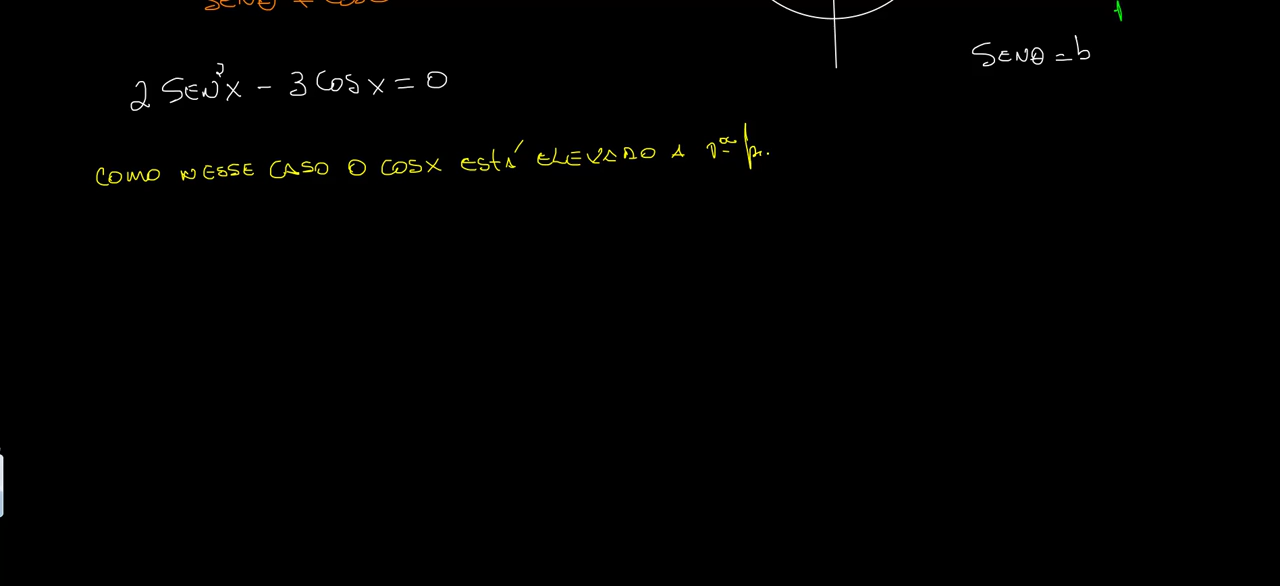 SENθ = b
2 SEN²x - 3 COS x = 0
COMO NESSE CASO O COSX ESTÁ ELEVADO A 1ª